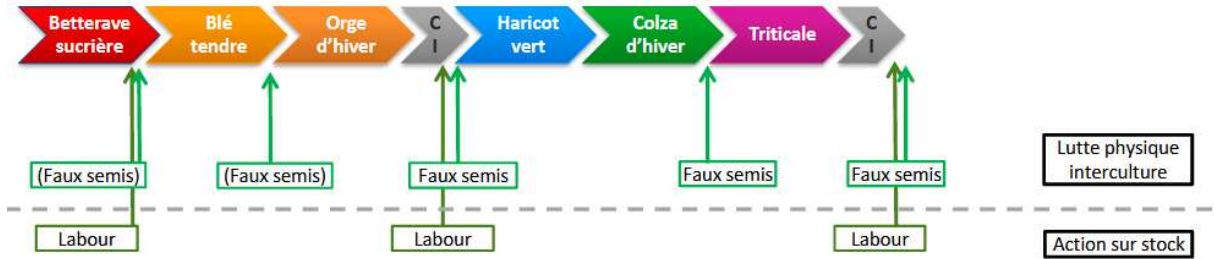 Betterave
sucrière
Blé
tendre
Orge
d'hiver
C
I
Haricot
vert
Colza
d'hiver
Triticale
C
I
(Faux semis)
(Faux semis)
Faux semis
Faux semis
Faux semis
Lutte physique
interculture
Labour
Labour
Labour
Action sur stock